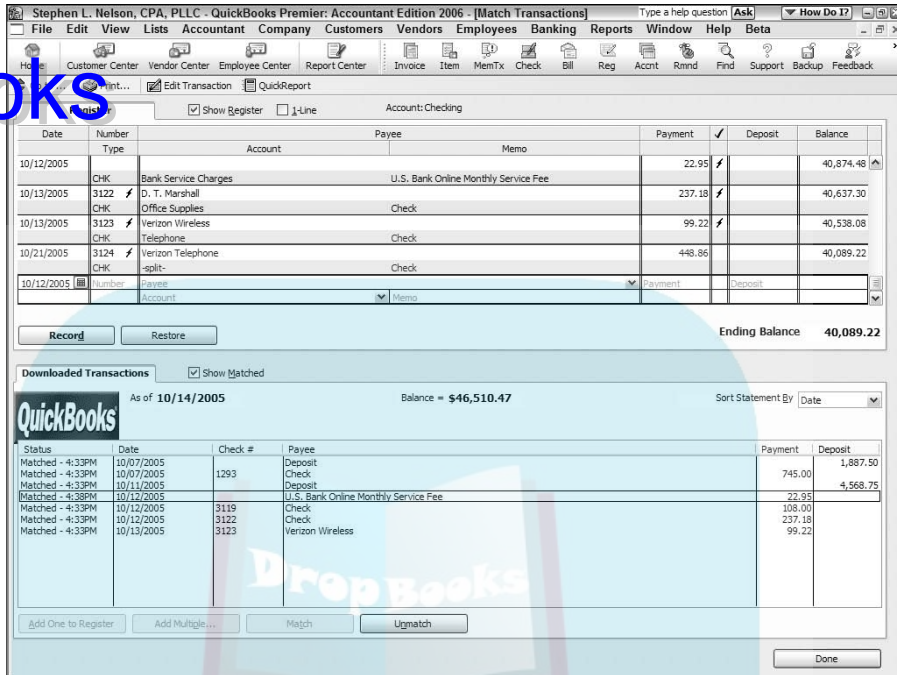 Stephen L. Nelson, CPA, PLLC - QuickBooks Premier: Accountant Edition 2006 - [Match Transactions] Type a help question Ask How Do I?
File Edit View Lists Accountant Company Customers Vendors Employees Banking Reports Window Help Beta
Customer Center Vendor Center Employee Center Report Center Invoice Item MemTx Check Bill Reg Accnt Rmnd Find Support Backup Feedback
Print... Edit Transaction QuickReport
oks
Show Register 1-Line Account: Checking
Date Number Payee Payment ✓ Deposit Balance
Type Account Memo
10/12/2005 22.95 40,874.48
CHK Bank Service Charges U.S. Bank Online Monthly Service Fee
10/13/2005 3122 D. T. Marshall 237.18 40,637.30
CHK Office Supplies Check
10/13/2005 3123 Verizon Wireless 99.22 40,538.08
CHK Telephone Check
10/21/2005 3124 Verizon Telephone 448.86 40,089.22
CHK -split- Check
10/12/2005 Number Payee Payment Deposit
Account Memo
Record Restore Ending Balance 40,089.22
Downloaded Transactions Show Matched
QuickBooks As of 10/14/2005 Balance = $46,510.47 Sort Statement By Date
Status Date Check # Payee Payment Deposit
Matched - 4:33PM 10/07/2005 Deposit 1,887.50
Matched - 4:33PM 10/07/2005 1293 Check 745.00
Matched - 4:33PM 10/11/2005 Deposit 4,568.75
Matched - 4:38PM 10/12/2005 U.S. Bank Online Monthly Service Fee 22.95
Matched - 4:33PM 10/12/2005 3119 Check 108.00
Matched - 4:33PM 10/12/2005 3122 Check 237.18
Matched - 4:33PM 10/13/2005 3123 Verizon Wireless 99.22
DropBooks
Add One to Register Add Multiple... Match Unmatch
Done